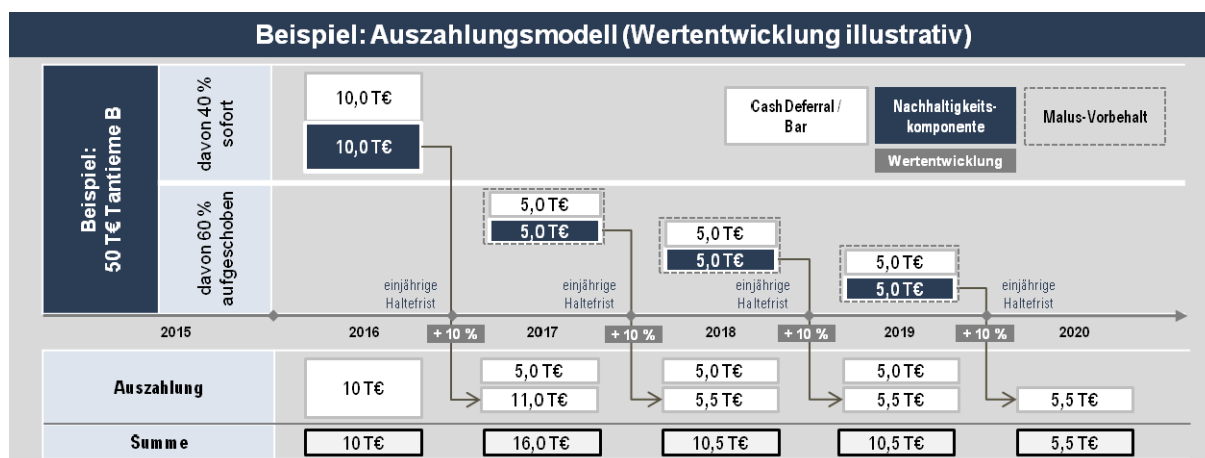 Beispiel: Auszahlungsmodell (Wertentwicklung illustrativ)
Beispiel:
50 T€ Tantieme B
davon 40 %
sofort
10,0 T€
10,0 T€
Cash Deferral /
Bar
Nachhaltigkeits-
komponente
Malus-Vorbehalt
Wertentwicklung
davon 60 %
aufgeschoben
5,0 T€
5,0 T€
5,0 T€
5,0 T€
5,0 T€
5,0 T€
einjährige
Haltefrist
einjährige
Haltefrist
einjährige
Haltefrist
einjährige
Haltefrist
2015
2016
+ 10 %
2017
+ 10 %
2018
+ 10 %
2019
+ 10 %
2020
Auszahlung
10 T€
5,0 T€
11,0 T€
5,0 T€
5,5 T€
5,0 T€
5,5 T€
5,5 T€
Summe
10 T€
16,0 T€
10,5 T€
10,5 T€
5,5 T€